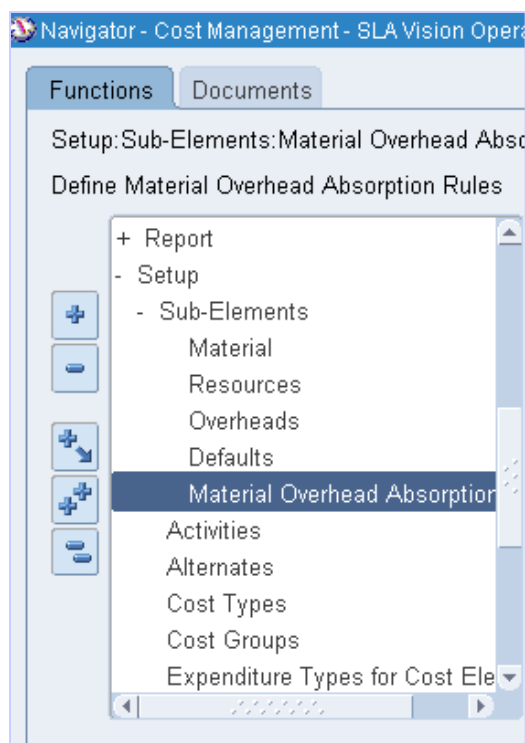 Navigator - Cost Management - SLA Vision Opera
Functions Documents
Setup:Sub-Elements:Material Overhead Abso
Define Material Overhead Absorption Rules
+ Report
- Setup
- Sub-Elements
Material
Resources
Overheads
Defaults
Material Overhead Absorption
Activities
Alternates
Cost Types
Cost Groups
Expenditure Types for Cost Ele